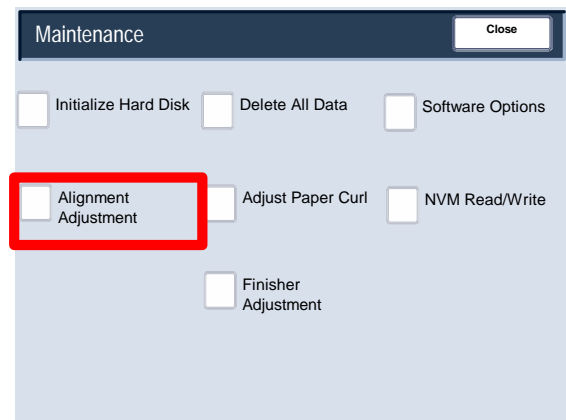 Maintenance
Close
Initialize Hard Disk
Delete All Data
Software Options
Alignment
Adjustment
Adjust Paper Curl
NVM Read/Write
Finisher
Adjustment